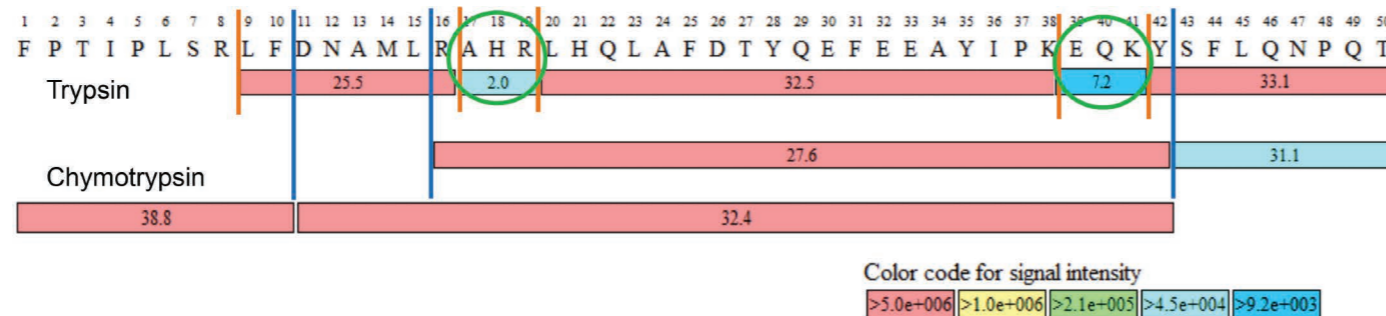 1 2 3 4 5 6 7 8 9 10 11 12 13 14 15 16 17 18 19 20 21 22 23 24 25 26 27 28 29 30 31 32 33 34 35 36 37 38 39 40 41 42 43 44 45 46 47 48 49 50
F P T I P L S R L F D N A M L R A H R L H Q L A F D T Y Q E F E E A Y I P K E Q K Y S F L Q N P Q T
Trypsin 25.5 2.0 32.5 7.2 33.1
27.6 31.1
Chymotrypsin
38.8 32.4
Color code for signal intensity
>5.0e+006 >1.0e+006 >2.1e+005 >4.5e+004 >9.2e+003